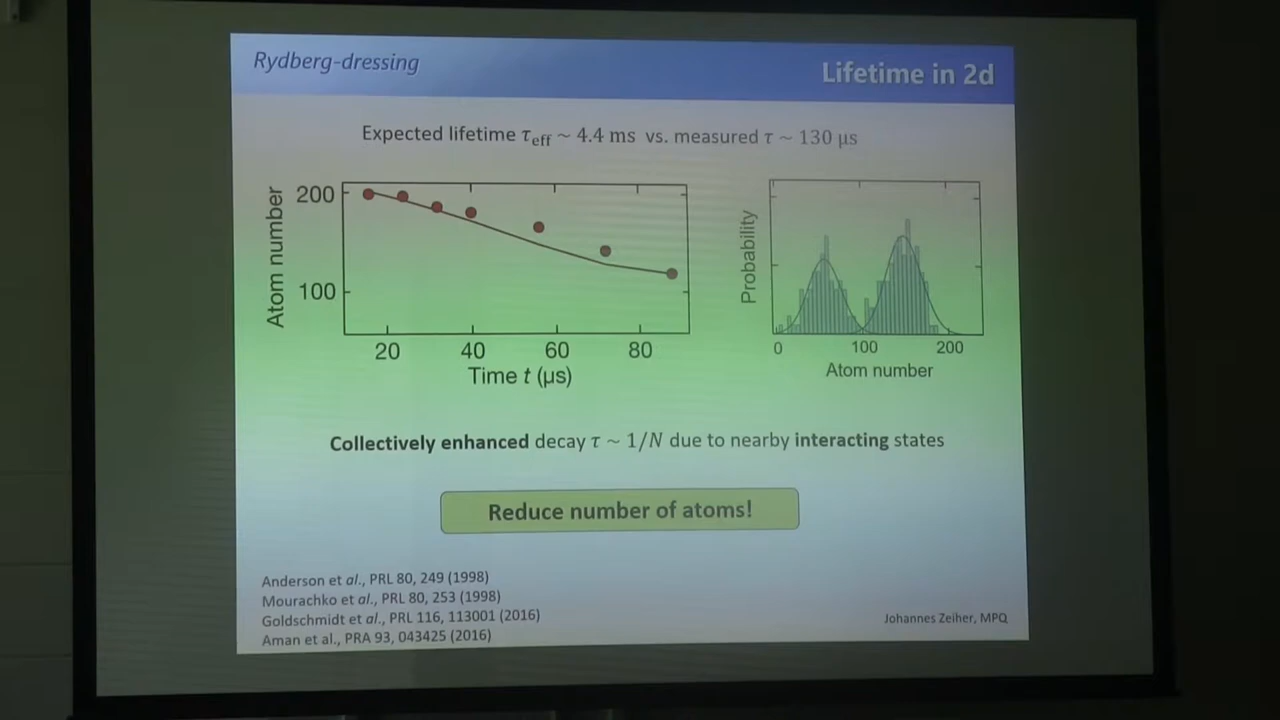 Rydberg-dressing
Lifetime in 2d
Expected lifetime τeff ~ 4.4 ms vs. measured τ ~ 130 μs
Atom number
200
100
20 40 60 80
Time t (μs)
Probability
0 100 200
Atom number
Collectively enhanced decay τ ~ 1/N due to nearby interacting states
Reduce number of atoms!
Anderson et al., PRL 80, 249 (1998)
Mourachko et al., PRL 80, 253 (1998)
Goldschmidt et al., PRL 116, 113001 (2016)
Aman et al., PRA 93, 043425 (2016)
Johannes Zeiher, MPQ